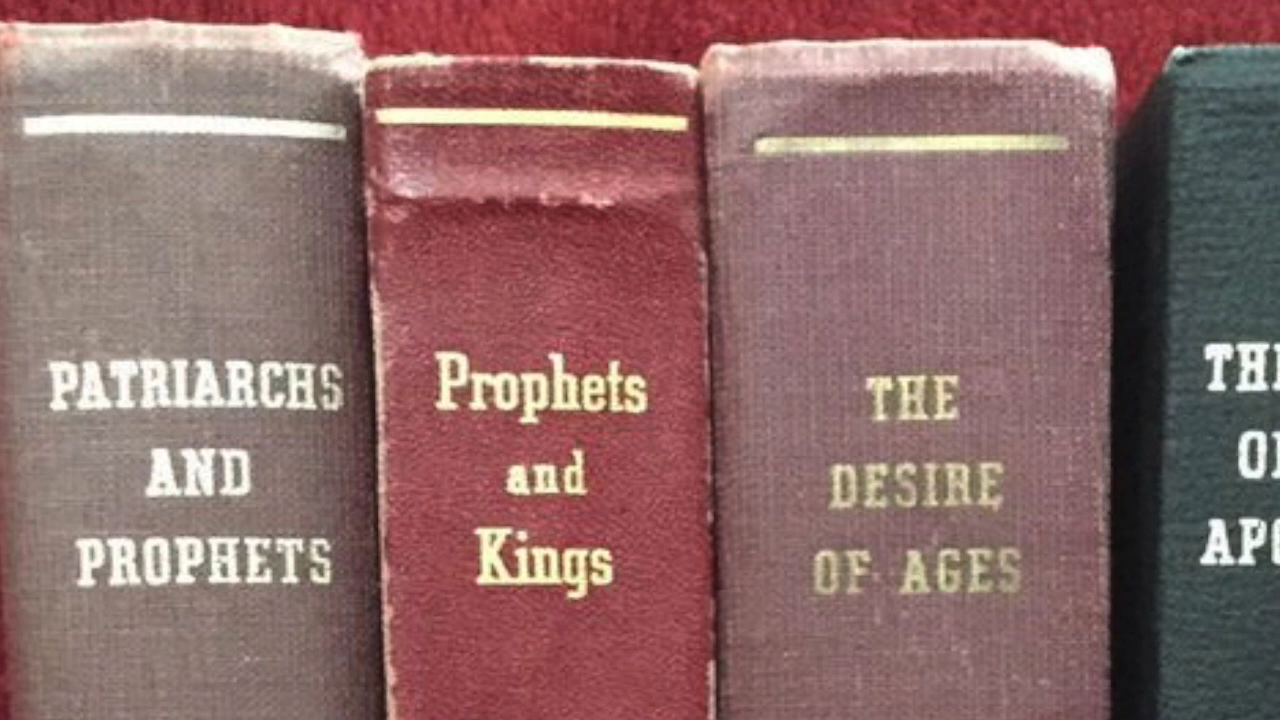 PATRIARCHS
AND
PROPHETS
Prophets
and
Kings
THE
DESIRE
OF AGES